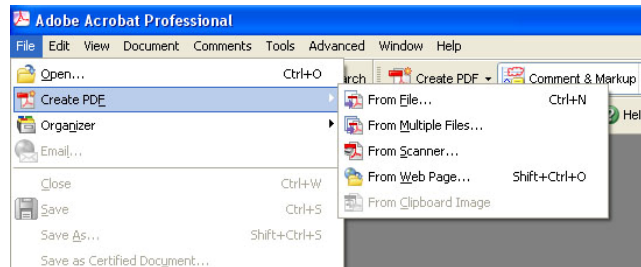 Adobe Acrobat Professional
File Edit View Document Comments Tools Advanced Window Help
Open... Ctrl+O
Create PDF
Comment & Markup
Create PDF
From File... Ctrl+N
Organizer
From Multiple Files...
Email...
From Scanner...
Close Ctrl+W
From Web Page... Shift+Ctrl+O
Save Ctrl+S
From Clipboard Image
Save As... Shift+Ctrl+S
Save as Certified Document...